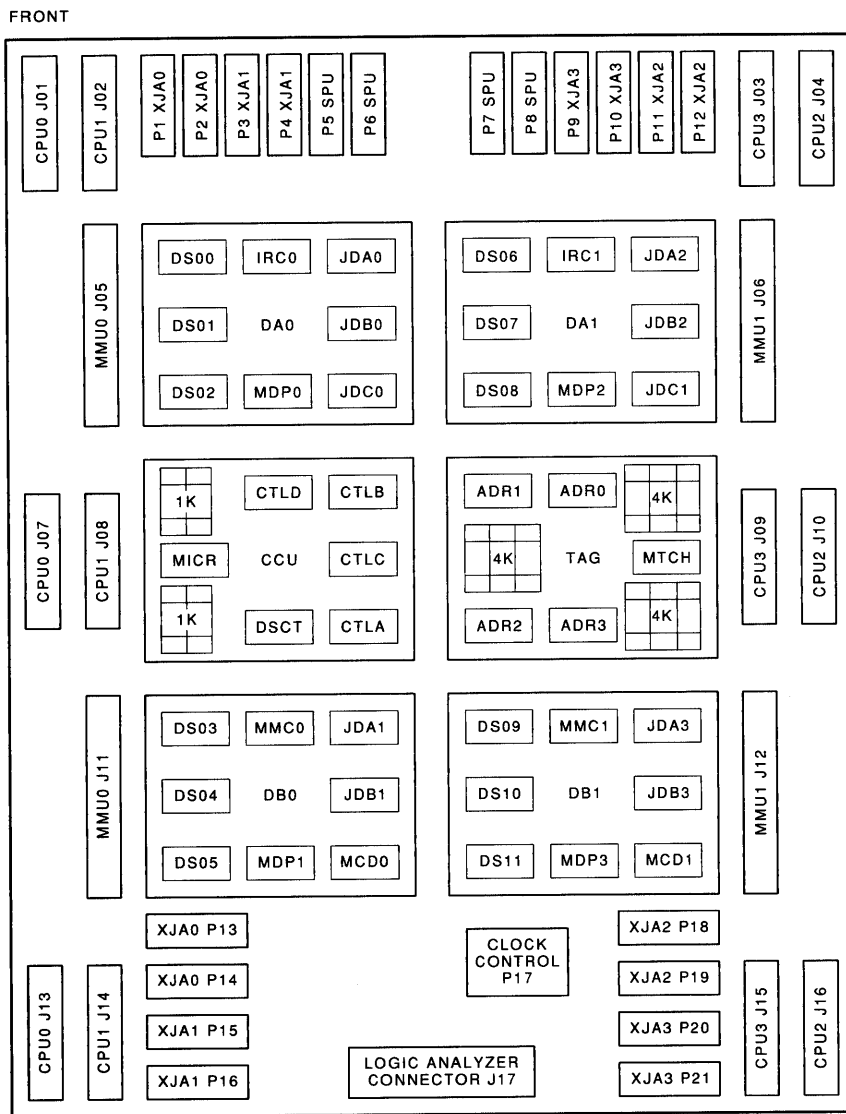 FRONT
CPU0 J01
CPU1 J02
P1 XJA0
P2 XJA0
P3 XJA1
P4 XJA1
P5 SPU
P6 SPU
P7 SPU
P8 SPU
P9 XJA3
P10 XJA3
P11 XJA2
P12 XJA2
CPU3 J03
CPU2 J04
MMU0 J05
DS00 IRC0 JDA0
DS01 DA0 JDB0
DS02 MDP0 JDC0
DS06 IRC1 JDA2
DS07 DA1 JDB2
DS08 MDP2 JDC1
MMU1 J06
CPU0 J07
CPU1 J08
1K CTLD CTLB
MICR CCU CTLC
1K DSCT CTLA
ADR1 ADR0 4K
4K TAG MTCH
ADR2 ADR3 4K
CPU3 J09
CPU2 J10
MMU0 J11
DS03 MMC0 JDA1
DS04 DB0 JDB1
DS05 MDP1 MCD0
DS09 MMC1 JDA3
DS10 DB1 JDB3
DS11 MDP3 MCD1
MMU1 J12
CPU0 J13
CPU1 J14
XJA0 P13
XJA0 P14
XJA1 P15
XJA1 P16
CLOCK
CONTROL
P17
LOGIC ANALYZER
CONNECTOR J17
XJA2 P18
XJA2 P19
XJA3 P20
XJA3 P21
CPU3 J15
CPU2 J16